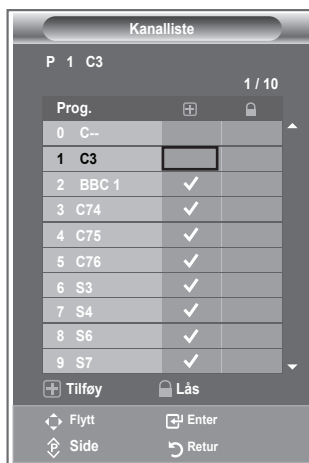 Kanalliste
P 1 C3
1 / 10
Prog.
0 C--
1 C3
2 BBC 1
3 C74
4 C75
5 C76
6 S3
7 S4
8 S6
9 S7
Tilføy Lås
Flytt Enter
Side Retur